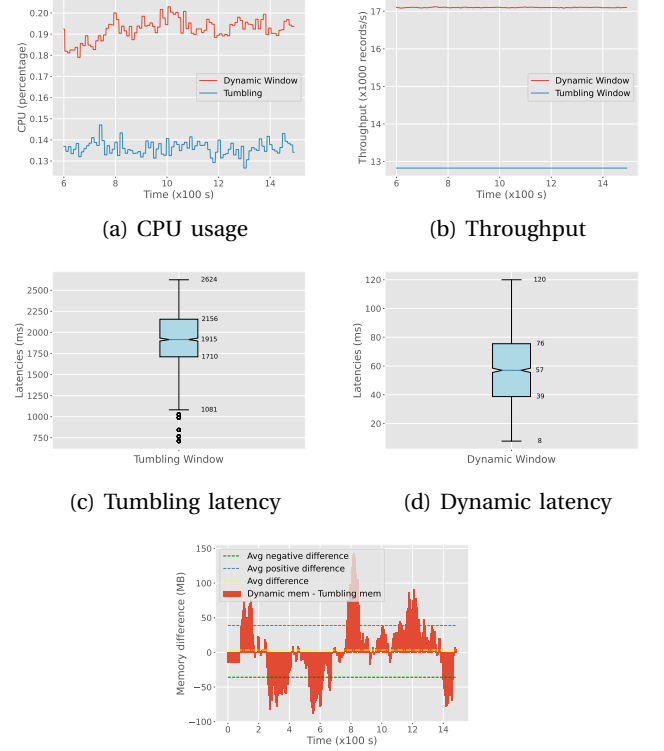 0.20
0.19
0.18
0.17
0.16
0.15
0.14
0.13
CPU (percentage)
Dynamic Window
Tumbling
6
8
10
12
14
Time (x100 s)
(a) CPU usage
17
16
15
14
13
Throughput (x1000 records/s)
Dynamic Window
Tumbling Window
6
8
10
12
14
Time (x100 s)
(b) Throughput
2500
2250
2000
1750
1500
1250
1000
750
Latencies (ms)
2624
2156
1915
1710
1081
Tumbling Window
(c) Tumbling latency
120
100
80
60
40
20
Latencies (ms)
120
76
57
39
8
Dynamic Window
(d) Dynamic latency
150
100
50
0
−50
−100
Memory difference (MB)
Avg negative difference
Avg positive difference
Avg difference
Dynamic mem - Tumbling mem
0
2
4
6
8
10
12
14
Time (x100 s)